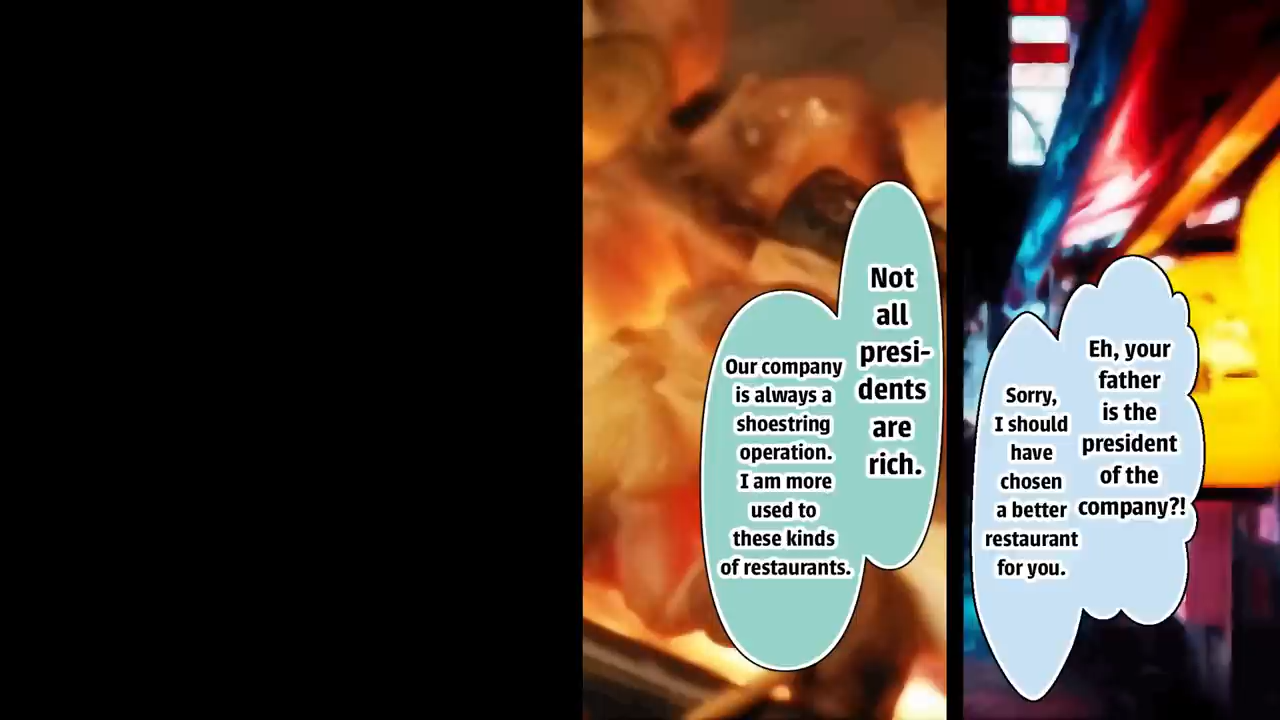 Eh, your
father
is the
president
of the
company?!
Sorry,
I should
have
chosen
a better
restaurant
for you.
Not
all
presi-
dents
are
rich.
Our company
is always a
shoestring
operation.
I am more
used to
these kinds
of restaurants.